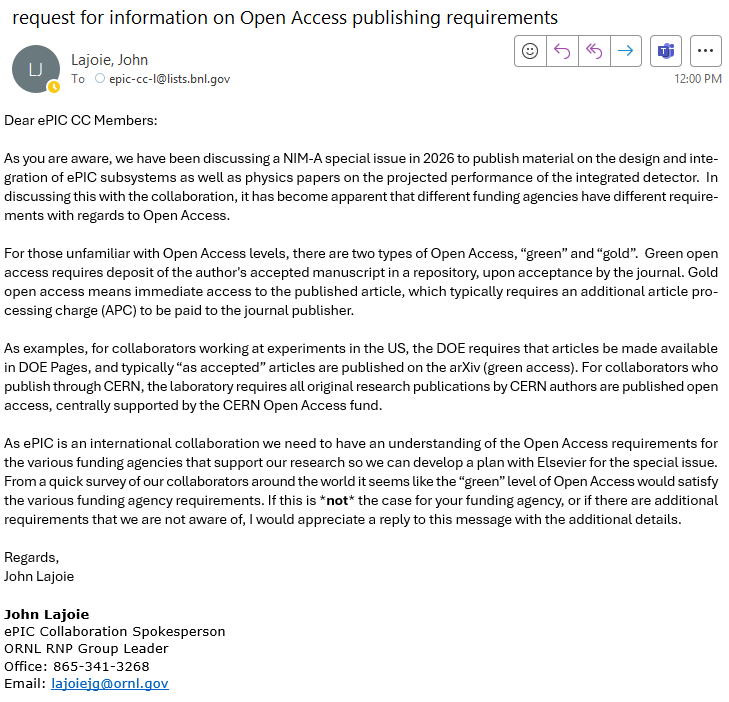 request for information on Open Access publishing requirements
LJ
Lajoie, John
To epic-cc-l@lists.bnl.gov
12:00 PM
Dear ePIC CC Members:
As you are aware, we have been discussing a NIM-A special issue in 2026 to publish material on the design and inte-
gration of ePIC subsystems as well as physics papers on the projected performance of the integrated detector. In
discussing this with the collaboration, it has become apparent that different funding agencies have different require-
ments with regards to Open Access.
For those unfamiliar with Open Access levels, there are two types of Open Access, “green” and “gold”. Green open
access requires deposit of the author's accepted manuscript in a repository, upon acceptance by the journal. Gold
open access means immediate access to the published article, which typically requires an additional article pro-
cessing charge (APC) to be paid to the journal publisher.
As examples, for collaborators working at experiments in the US, the DOE requires that articles be made available
in DOE Pages, and typically “as accepted” articles are published on the arXiv (green access). For collaborators who
publish through CERN, the laboratory requires all original research publications by CERN authors are published open
access, centrally supported by the CERN Open Access fund.
As ePIC is an international collaboration we need to have an understanding of the Open Access requirements for
the various funding agencies that support our research so we can develop a plan with Elsevier for the special issue.
From a quick survey of our collaborators around the world it seems like the “green” level of Open Access would satisfy
the various funding agency requirements. If this is *not* the case for your funding agency, or if there are additional
requirements that we are not aware of, I would appreciate a reply to this message with the additional details.
Regards,
John Lajoie
John Lajoie
ePIC Collaboration Spokesperson
ORNL RNP Group Leader
Office: 865-341-3268
Email: lajoiejg@ornl.gov